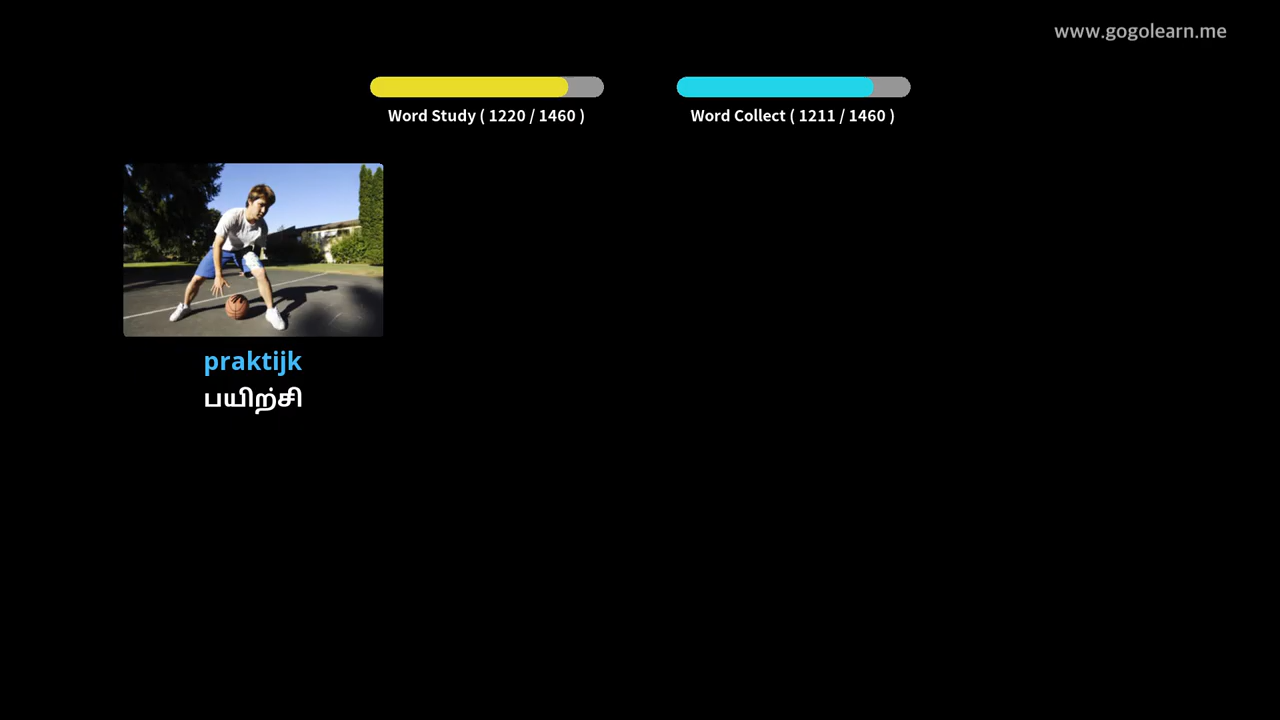 www.gogolearn.me
Word Study ( 1220 / 1460 )
Word Collect ( 1211 / 1460 )
praktijk
பயிற்சி